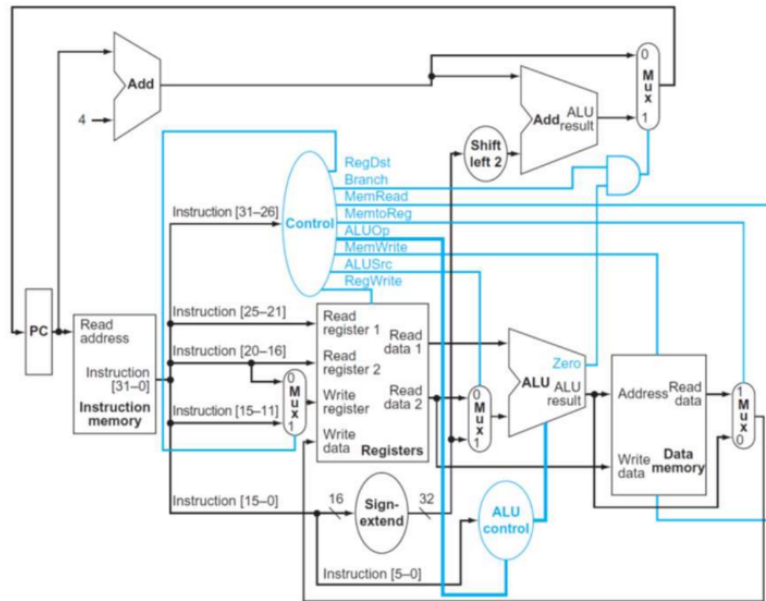 0
Mux
1
Add
4
Add ALU
result
Shift
left 2
RegDst
Branch
MemRead
MemtoReg
ALUOp
MemWrite
ALUSrc
RegWrite
Control
Instruction [31–26]
Instruction [25–21]
Instruction [20–16]
Instruction [15–11]
Instruction [15–0]
Instruction [5–0]
PC
Read
address
Instruction
[31–0]
Instruction
memory
0
Mux
1
Read
register 1
Read
register 2
Write
register
Write
data
Read
data 1
Read
data 2
Registers
0
Mux
1
Zero
ALU ALU
result
Address
Read
data
Write
data
Data
memory
1
Mux
0
16
Sign-
extend
32
ALU
control